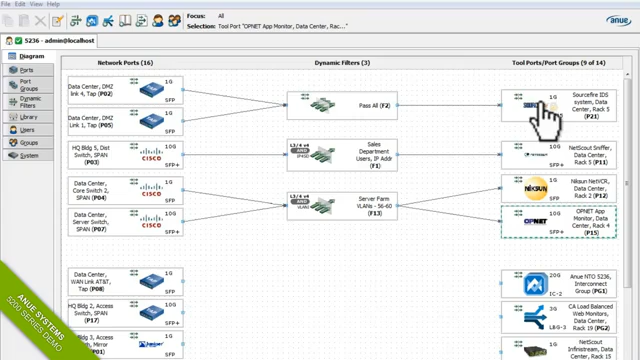 File Edit View Help
Focus: All
Selection: Tool Port "OPNET App Monitor, Data Center, Rac..."
anue
5236 - admin@localhost
Diagram
Ports
Port Groups
Dynamic Filters
Library
Users
Groups
System
Network Ports (16)
Dynamic Filters (3)
Tool Ports/Port Groups (9 of 14)
Data Center, DMZ
link 4, Tap (P02)
1G
SFP
Data Center, DMZ
Link 1, Tap (P05)
1G
SFP
HQ Bldg 5, Dist
Switch, SPAN
(P03)
CISCO
1G
SFP+
Data Center,
Core Switch 2,
SPAN (P04)
CISCO
1G
SFP
Data Center,
Server Switch,
SPAN (P07)
CISCO
10G
SFP+
Data Center,
WAN Link AT&T,
Tap (P08)
1G
SFP
HQ Bldg 2, Access
Switch, SPAN
(P17)
1G
SFP+
HQ Bldg 3, Access
Switch, Mirror
(P01)
Juniper
1G
Pass All (F2)
L3/4 v4
AND
IP4SD
Sales
Department
Users, IP Addr
(F1)
L3/4 v4
AND
VLAN
Server Farm
VLANs - 56-60
(F13)
1G
Sourcefire IDS
system, Data
Center, Rack 5
(P21)
10G
SFP+
NetScout Sniffer,
Data Center,
Rack 5 (P11)
NIKSUN
1G
SFP
Niksun NetVCR,
Data Center,
Rack 2 (P12)
OPNET
10G
SFP+
OPNET App
Monitor, Data
Center, Rack 4
(P15)
20G
IC-2
Anue NTO 5236,
Interconnect
Group (PG1)
3G
LBG-3
CA Load Balanced
Web Monitors,
Data Center,
Rack 19 (PG2)
10G
NetScout
Infinistream, Data
Center, Rack 1
ANUE SYSTEMS
5200 SERIES DEMO